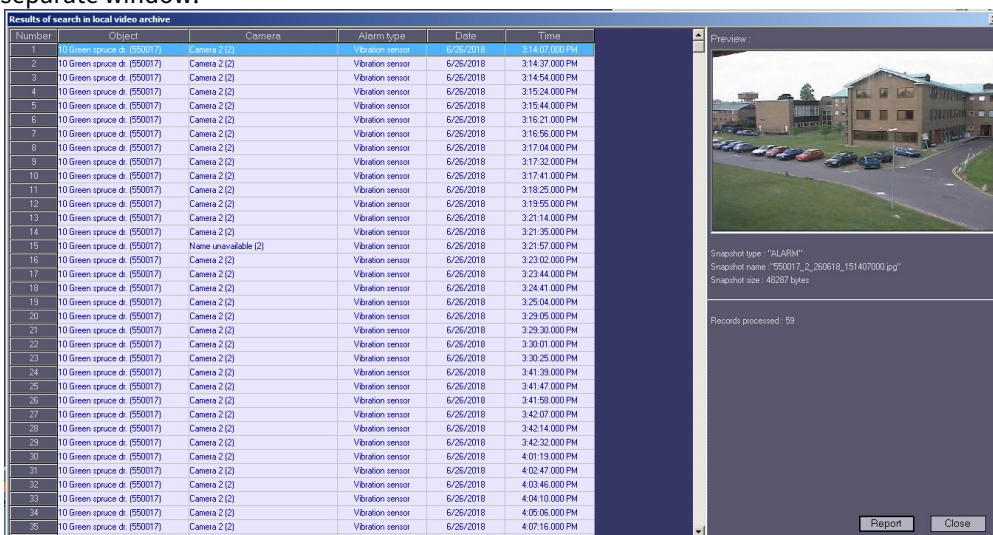 separate window.
Results of search in local video archive
Number Object Camera Alarm type Date Time
1 10 Green spruce dr. (550017) Camera 2 (2) Vibration sensor 6/26/2018 3:14:07.000 PM
2 10 Green spruce dr. (550017) Camera 2 (2) Vibration sensor 6/26/2018 3:14:37.000 PM
3 10 Green spruce dr. (550017) Camera 2 (2) Vibration sensor 6/26/2018 3:14:54.000 PM
4 10 Green spruce dr. (550017) Camera 2 (2) Vibration sensor 6/26/2018 3:15:24.000 PM
5 10 Green spruce dr. (550017) Camera 2 (2) Vibration sensor 6/26/2018 3:15:44.000 PM
6 10 Green spruce dr. (550017) Camera 2 (2) Vibration sensor 6/26/2018 3:16:21.000 PM
7 10 Green spruce dr. (550017) Camera 2 (2) Vibration sensor 6/26/2018 3:16:56.000 PM
8 10 Green spruce dr. (550017) Camera 2 (2) Vibration sensor 6/26/2018 3:17:04.000 PM
9 10 Green spruce dr. (550017) Camera 2 (2) Vibration sensor 6/26/2018 3:17:32.000 PM
10 10 Green spruce dr. (550017) Camera 2 (2) Vibration sensor 6/26/2018 3:17:41.000 PM
11 10 Green spruce dr. (550017) Camera 2 (2) Vibration sensor 6/26/2018 3:18:25.000 PM
12 10 Green spruce dr. (550017) Camera 2 (2) Vibration sensor 6/26/2018 3:19:55.000 PM
13 10 Green spruce dr. (550017) Camera 2 (2) Vibration sensor 6/26/2018 3:21:14.000 PM
14 10 Green spruce dr. (550017) Camera 2 (2) Vibration sensor 6/26/2018 3:21:35.000 PM
15 10 Green spruce dr. (550017) Name unavailable (2) Vibration sensor 6/26/2018 3:21:57.000 PM
16 10 Green spruce dr. (550017) Camera 2 (2) Vibration sensor 6/26/2018 3:23:02.000 PM
17 10 Green spruce dr. (550017) Camera 2 (2) Vibration sensor 6/26/2018 3:23:44.000 PM
18 10 Green spruce dr. (550017) Camera 2 (2) Vibration sensor 6/26/2018 3:24:41.000 PM
19 10 Green spruce dr. (550017) Camera 2 (2) Vibration sensor 6/26/2018 3:25:04.000 PM
20 10 Green spruce dr. (550017) Camera 2 (2) Vibration sensor 6/26/2018 3:29:05.000 PM
21 10 Green spruce dr. (550017) Camera 2 (2) Vibration sensor 6/26/2018 3:29:30.000 PM
22 10 Green spruce dr. (550017) Camera 2 (2) Vibration sensor 6/26/2018 3:30:01.000 PM
23 10 Green spruce dr. (550017) Camera 2 (2) Vibration sensor 6/26/2018 3:30:25.000 PM
24 10 Green spruce dr. (550017) Camera 2 (2) Vibration sensor 6/26/2018 3:41:39.000 PM
25 10 Green spruce dr. (550017) Camera 2 (2) Vibration sensor 6/26/2018 3:41:47.000 PM
26 10 Green spruce dr. (550017) Camera 2 (2) Vibration sensor 6/26/2018 3:41:58.000 PM
27 10 Green spruce dr. (550017) Camera 2 (2) Vibration sensor 6/26/2018 3:42:07.000 PM
28 10 Green spruce dr. (550017) Camera 2 (2) Vibration sensor 6/26/2018 3:42:14.000 PM
29 10 Green spruce dr. (550017) Camera 2 (2) Vibration sensor 6/26/2018 3:42:32.000 PM
30 10 Green spruce dr. (550017) Camera 2 (2) Vibration sensor 6/26/2018 4:01:19.000 PM
31 10 Green spruce dr. (550017) Camera 2 (2) Vibration sensor 6/26/2018 4:02:47.000 PM
32 10 Green spruce dr. (550017) Camera 2 (2) Vibration sensor 6/26/2018 4:03:46.000 PM
33 10 Green spruce dr. (550017) Camera 2 (2) Vibration sensor 6/26/2018 4:04:10.000 PM
34 10 Green spruce dr. (550017) Camera 2 (2) Vibration sensor 6/26/2018 4:05:06.000 PM
35 10 Green spruce dr. (550017) Camera 2 (2) Vibration sensor 6/26/2018 4:07:16.000 PM
Preview :
Snapshot type : "ALARM"
Snapshot name :"550017_2_260618_151407000.jpg"
Snapshot size : 48287 bytes
Records processed : 59
Report Close